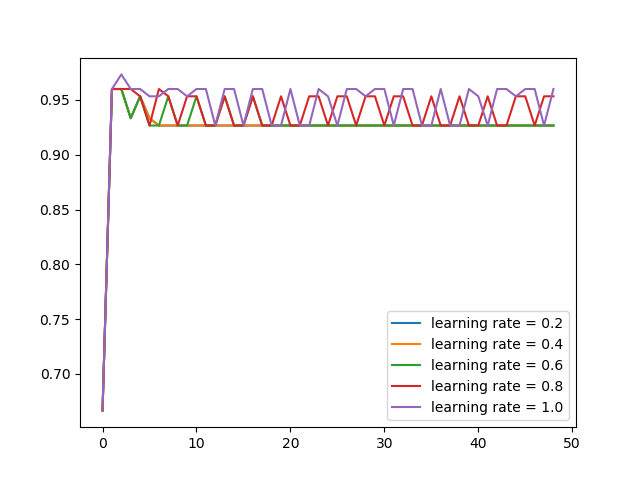 0.95
0.90
0.85
0.80
0.75
0.70
0 10 20 30 40 50
learning rate = 0.2
learning rate = 0.4
learning rate = 0.6
learning rate = 0.8
learning rate = 1.0